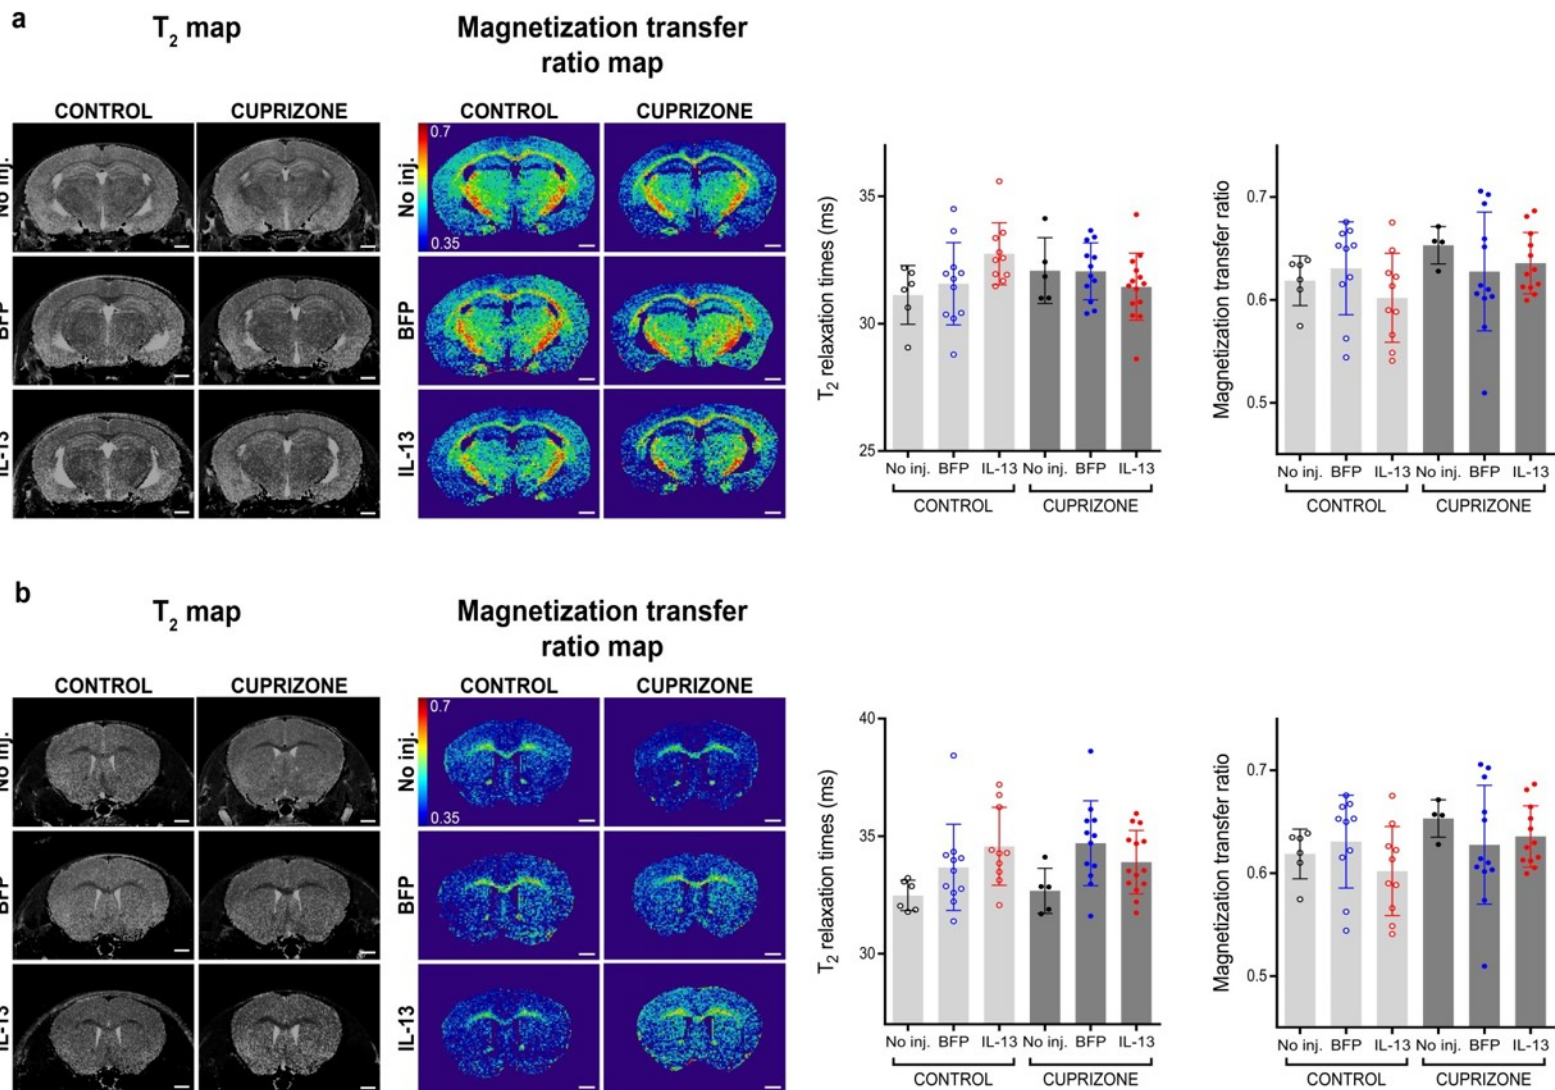 a
T2 map
Magnetization transfer
ratio map
CONTROL
CUPRIZONE
CONTROL
CUPRIZONE
No inj.
BFP
IL-13
No inj.
BFP
IL-13
0.7
0.35
T2 relaxation times (ms)
35
30
25
No inj. BFP IL-13 No inj. BFP IL-13
CONTROL CUPRIZONE
Magnetization transfer ratio
0.7
0.6
0.5
No inj. BFP IL-13 No inj. BFP IL-13
CONTROL CUPRIZONE
b
T2 map
Magnetization transfer
ratio map
CONTROL
CUPRIZONE
CONTROL
CUPRIZONE
No inj.
BFP
IL-13
No inj.
BFP
IL-13
0.7
0.35
T2 relaxation times (ms)
40
35
30
No inj. BFP IL-13 No inj. BFP IL-13
CONTROL CUPRIZONE
Magnetization transfer ratio
0.7
0.6
0.5
No inj. BFP IL-13 No inj. BFP IL-13
CONTROL CUPRIZONE